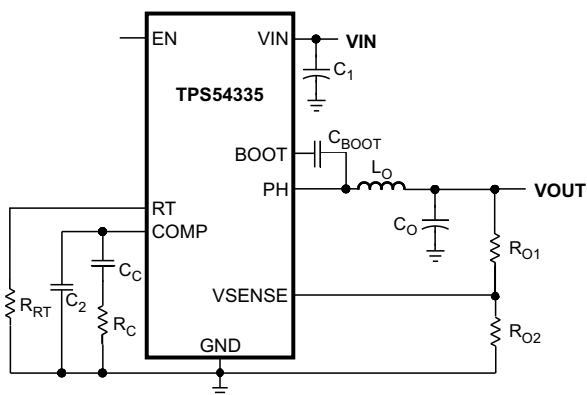 EN
VIN
VIN
C1
TPS54335
CBOOT
BOOT
LO
PH
VOUT
CO
RT
COMP
RO1
CC
C2
VSENSE
RRT
RC
RO2
GND